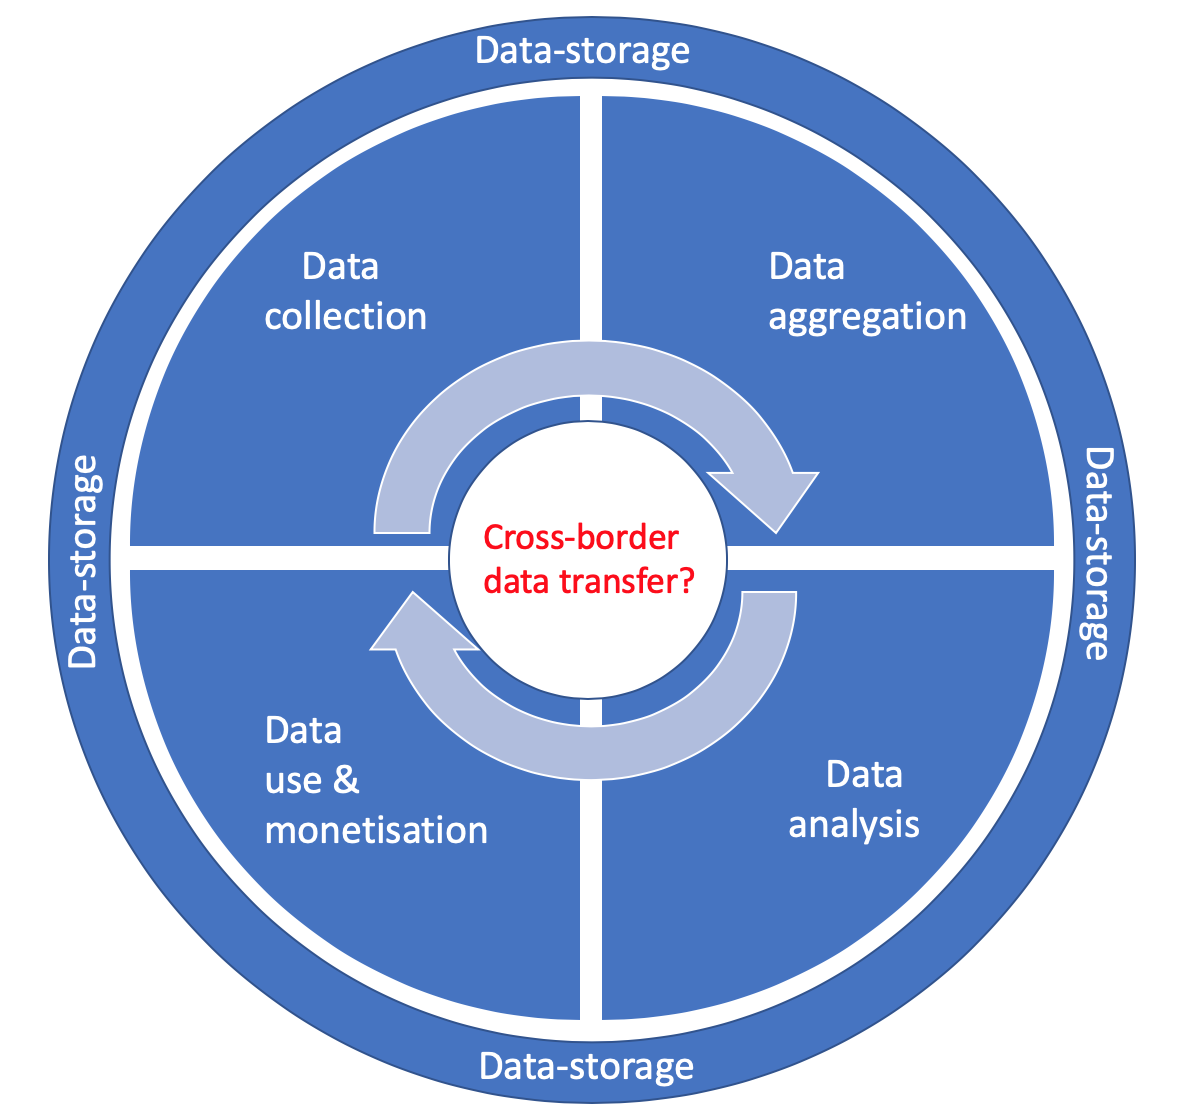 Data-storage
Data
collection
Data
aggregation
Data-storage
Cross-border
data transfer?
Data-storage
Data
use &
monetisation
Data
analysis
Data-storage